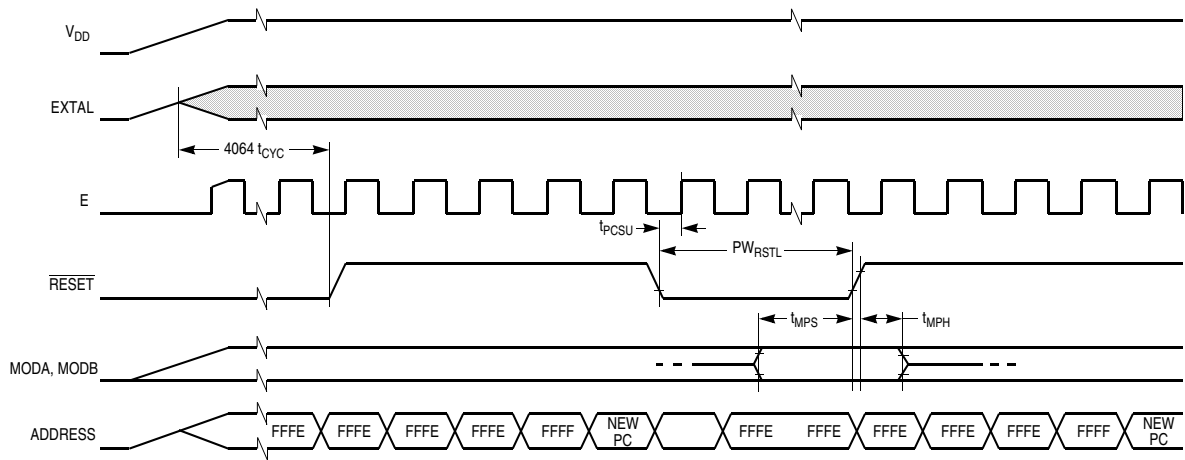 VDD
EXTAL
4064 tCYC
E
tPCSU
PWRSTL
RESET
tMPS
tMPH
MODA, MODB
ADDRESS
FFFE FFFE FFFE FFFE FFFF NEW PC FFFE FFFE FFFE FFFE FFFE FFFF NEW PC